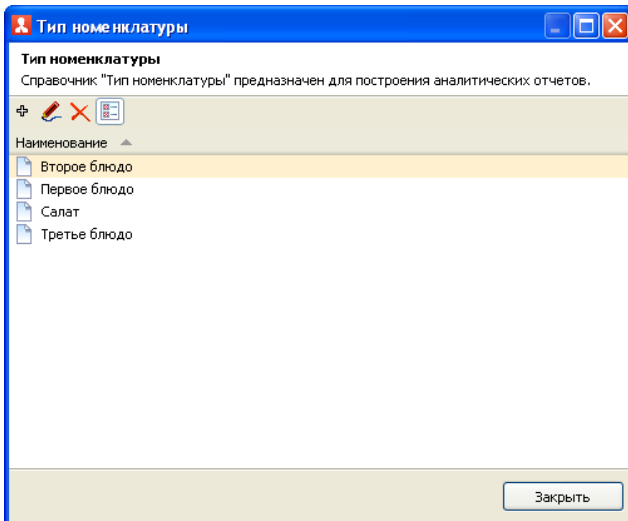 Тип номенклатуры
Тип номенклатуры
Справочник "Тип номенклатуры" предназначен для построения аналитических отчетов.
Наименование
Второе блюдо
Первое блюдо
Салат
Третье блюдо
Закрыть